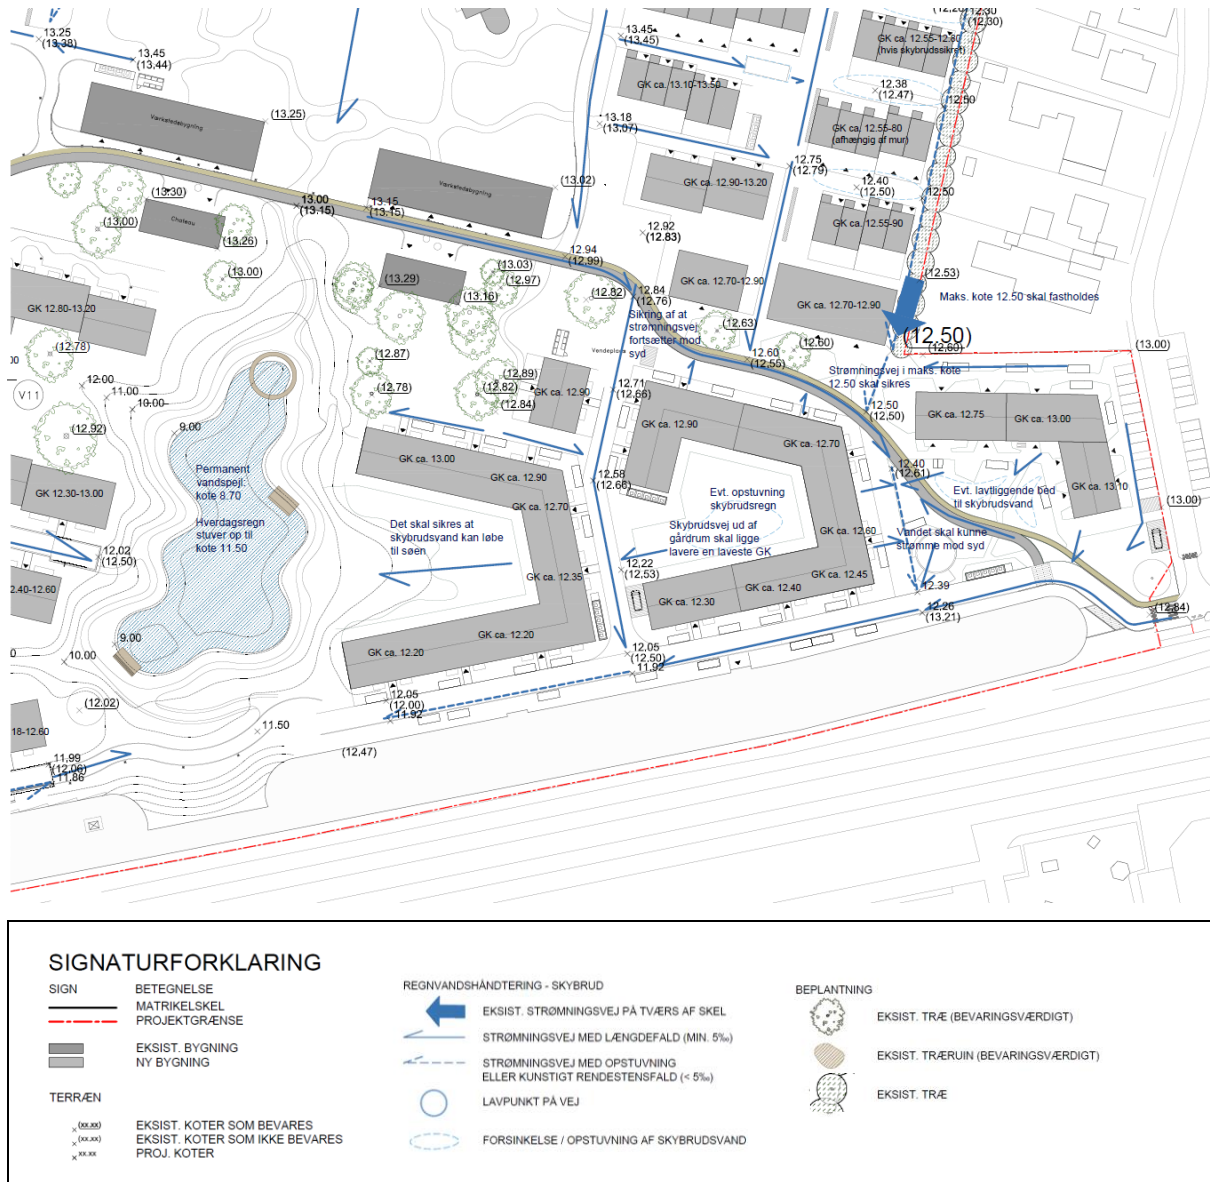 13.25
(13.38)
13.45
(13.44)
13.45
(13.45)
12.30
(12.30)
GK ca. 12.55-12.80
(hvis skybrudssikret)
GK ca. 13.10-13.50
12.38
(12.47)
12.50
Værkstedsbygning
(13.25)
13.18
(13.07)
GK ca. 12.55-80
(afhængig af mur)
Værkstedsbygning
(13.02)
12.75
(12.79)
GK ca. 12.90-13.20
12.40
(12.50)
12.50
(13.30)
13.00
(13.15)
13.15
(13.15)
Chateau
(13.00)
(13.26)
12.92
(12.83)
GK ca. 12.55-90
12.94
(12.99)
(13.00)
(13.29)
(13.03)
(12.97)
(13.16)
(12.82)
12.84
(12.76)
GK ca. 12.70-12.90
GK ca. 12.70-12.90
(12.53)
Maks. kote 12.50 skal fastholdes
GK 12.80-13.20
Sikring af at
strømningsvej
fortsætter mod
syd
(12.63)
(12.60)
(12.50)
(12.60)
(13.00)
(12.78)
(12.87)
Vendeplads
12.60
(12.55)
Strømningsvej i maks. kote
12.50 skal sikres
00
12.00
11.00
10.00
V11
(12.78)
(12.89)
(12.82)
(12.84)
GK ca. 12.90
12.71
(12.66)
12.50
(12.50)
GK ca. 12.75
GK ca. 13.00
(12.92)
9.00
GK ca. 12.90
GK ca. 12.70
GK ca. 13.00
GK ca. 12.90
12.58
(12.66)
12.40
(12.61)
GK ca. 13.10
Permanent
vandspejl:
kote 8.70
GK 12.30-13.00
GK ca. 12.70
Evt. opstuvning
skybrudsregn
Evt. lavtliggende bed
til skybrudsvand
(13.00)
Hverdagsregn
stuver op til
kote 11.50
Det skal sikres at
skybrudsvand kan løbe
til søen
Skybrudsvej ud af
gårdrum skal ligge
lavere en laveste GK
GK ca. 12.60
Vandet skal kunne
strømme mod syd
12.02
(12.50)
GK ca. 12.35
12.22
(12.53)
GK ca. 12.45
GK ca. 12.40
GK ca. 12.30
2.40-12.60
12.39
12.26
(13.21)
(12.84)
9.00
10.00
GK ca. 12.20
GK ca. 12.20
12.05
(12.50)
11.92
(12.02)
12.05
(12.00)
11.92
11.50
18-12.60
(12.47)
11.99
(12.06)
11.86
SIGNATURFORKLARING
SIGN BETEGNELSE
MATRIKELSKEL
PROJEKTGRÆNSE
EKSIST. BYGNING
NY BYGNING
TERRÆN
(xx.xx) EKSIST. KOTER SOM BEVARES
(xx.xx) EKSIST. KOTER SOM IKKE BEVARES
xx.xx PROJ. KOTER
REGNVANDSHÅNDTERING - SKYBRUD
EKSIST. STRØMNINGSVEJ PÅ TVÆRS AF SKEL
STRØMNINGSVEJ MED LÆNGDEFALD (MIN. 5‰)
STRØMNINGSVEJ MED OPSTUVNING
ELLER KUNSTIGT RENDESTENSFALD (< 5‰)
LAVPUNKT PÅ VEJ
FORSINKELSE / OPSTUVNING AF SKYBRUDSVAND
BEPLANTNING
EKSIST. TRÆ (BEVARINGSVÆRDIGT)
EKSIST. TRÆRUIN (BEVARINGSVÆRDIGT)
EKSIST. TRÆ